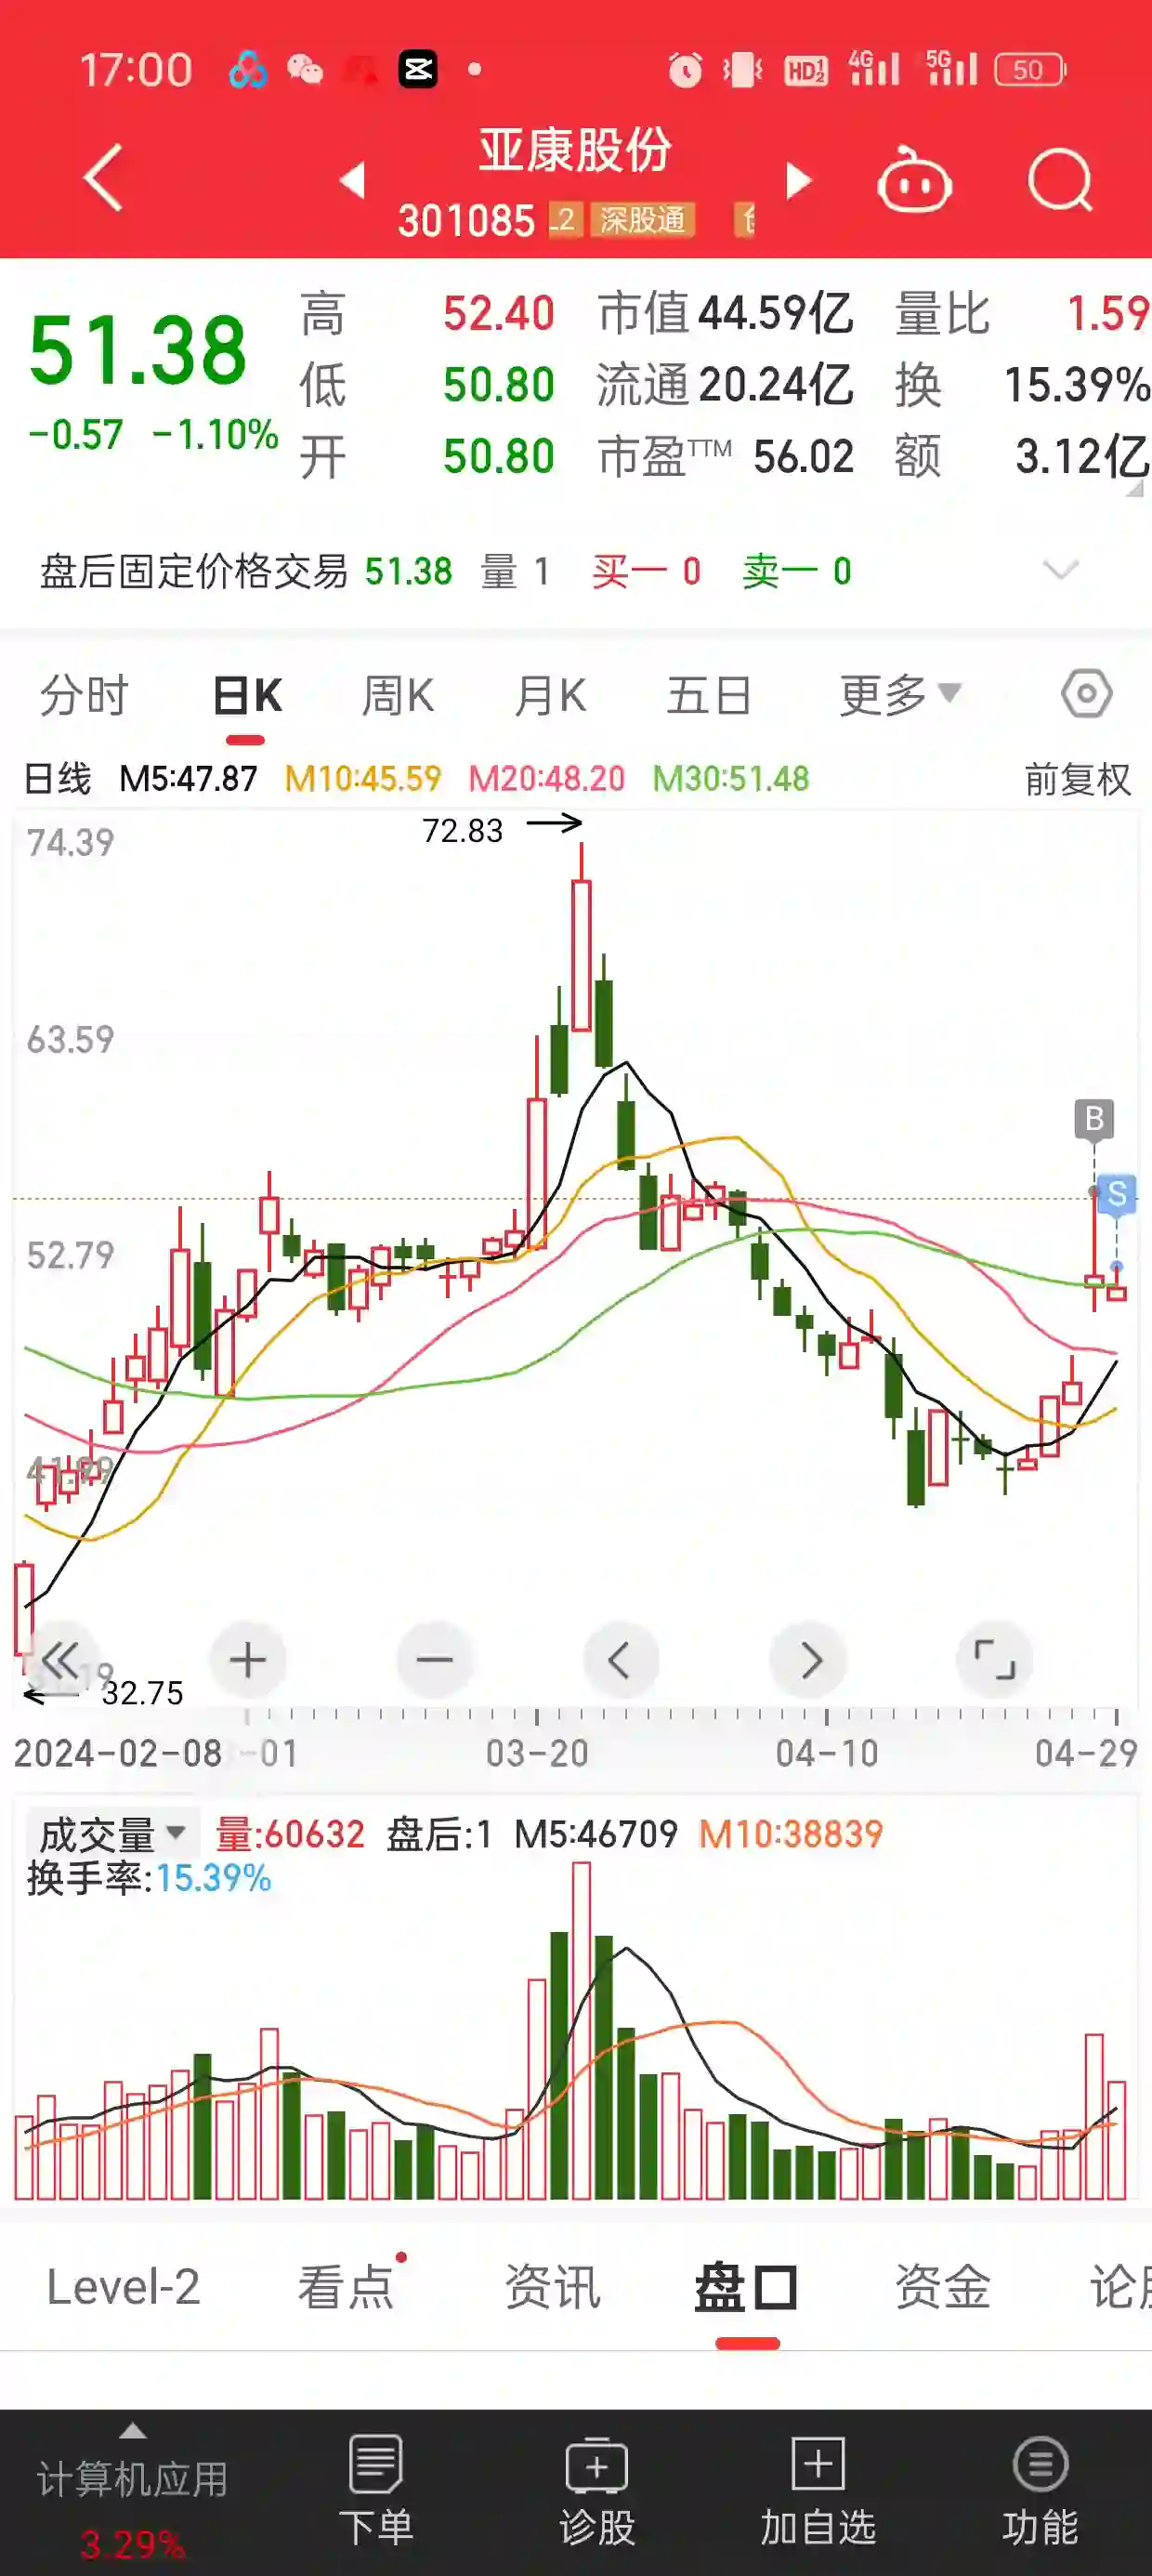 17:00 HD 1 2 4G 5G 50
亚康股份
301085 深股通
51.38
-0.57 -1.10%
高 52.40 市值 44.59亿 量比 1.59
低 50.80 流通 20.24亿 换 15.39%
开 50.80 市盈TTM 56.02 额 3.12亿
盘后固定价格交易 51.38 量 1 买一 0 卖一 0
分时 日K 周K 月K 五日 更多
日线 M5:47.87 M10:45.59 M20:48.20 M30:51.48 前复权
74.39
72.83
63.59
B
S
52.79
41.99
32.75
2024-02-08 -01 03-20 04-10 04-29
成交量 量:60632 盘后:1 M5:46709 M10:38839
换手率:15.39%
Level-2 看点 资讯 盘口 资金
计算机应用
3.29%
下单 诊股 加自选 功能